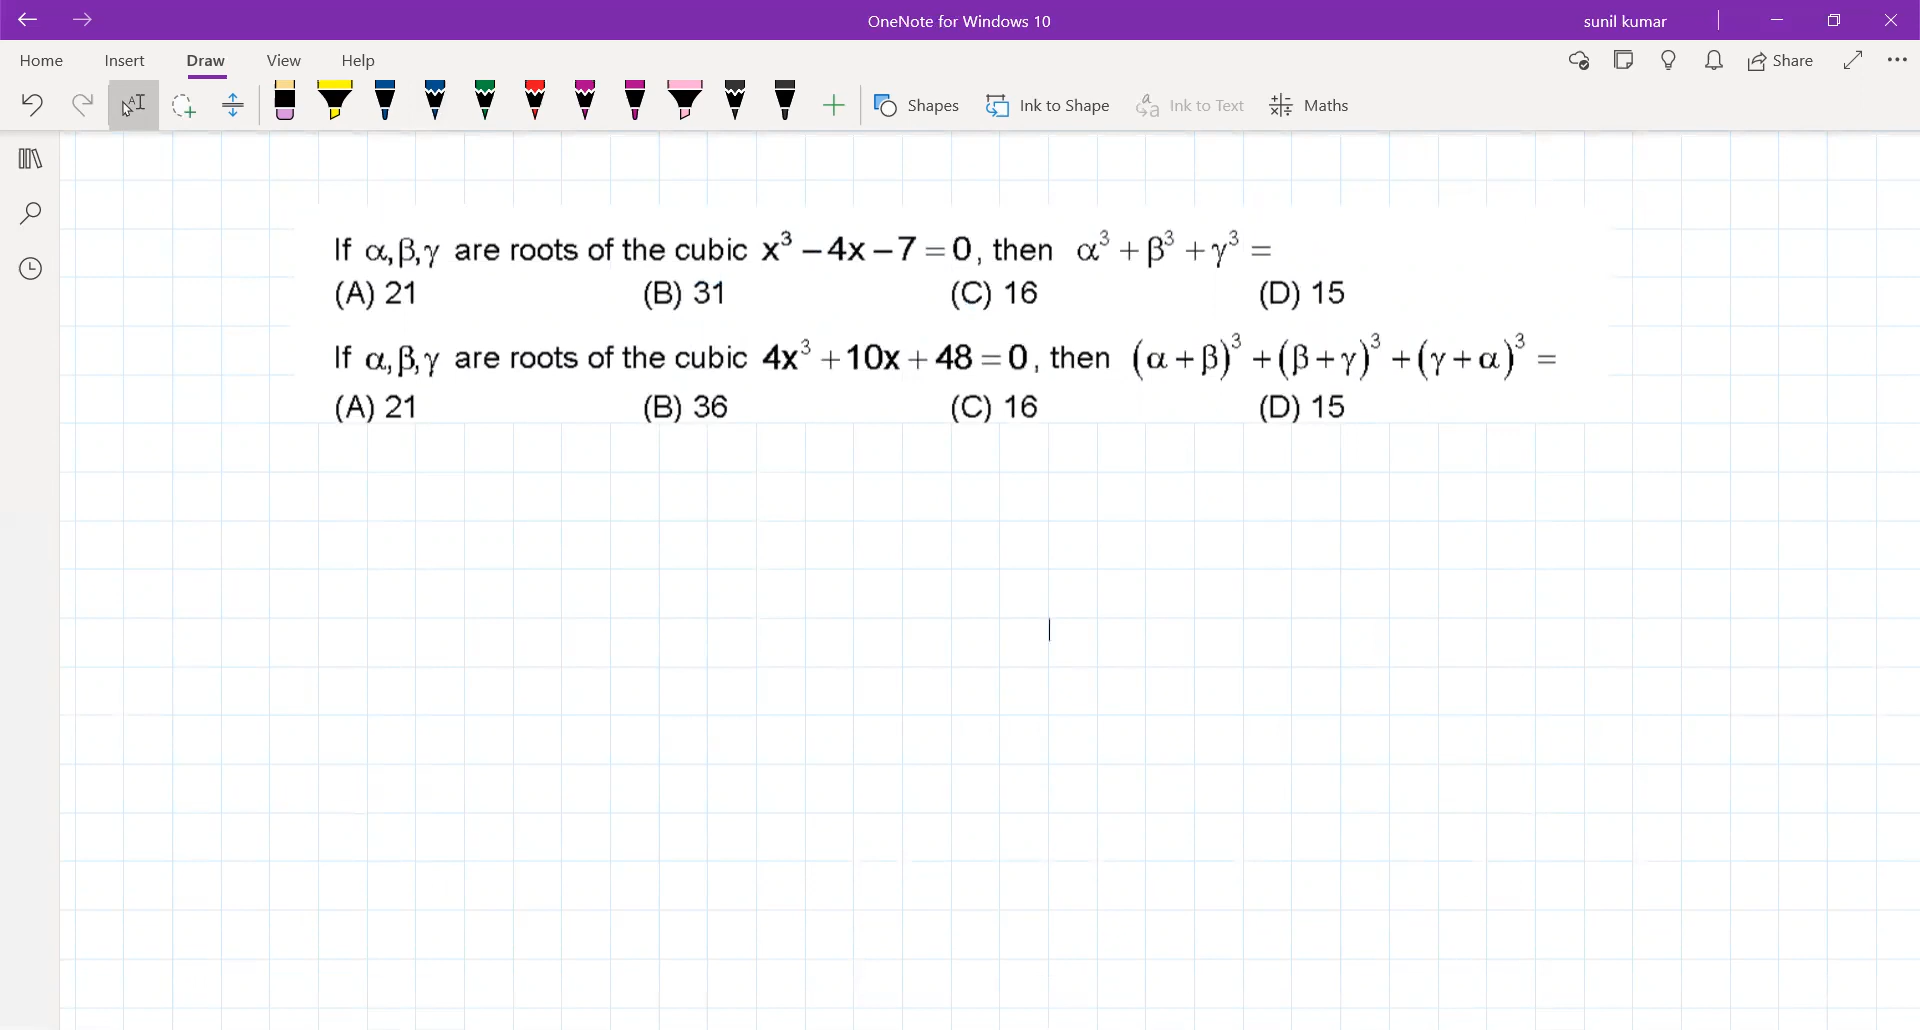 OneNote for Windows 10
sunil kumar
Home Insert Draw View Help
Share
Shapes Ink to Shape Ink to Text Maths
If α,β,γ are roots of the cubic x³ − 4x − 7 = 0, then α³ + β³ + γ³ =
(A) 21 (B) 31 (C) 16 (D) 15
If α,β,γ are roots of the cubic 4x³ + 10x + 48 = 0, then (α + β)³ + (β + γ)³ + (γ + α)³ =
(A) 21 (B) 36 (C) 16 (D) 15